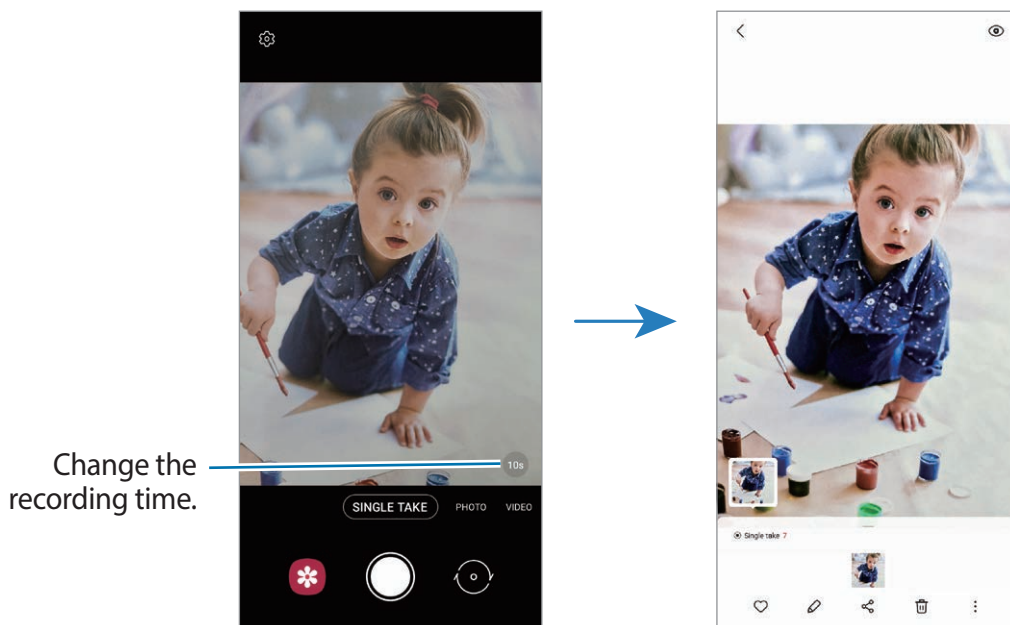 Change the
recording time.
10s
SINGLE TAKE PHOTO VIDEO
Single take 7